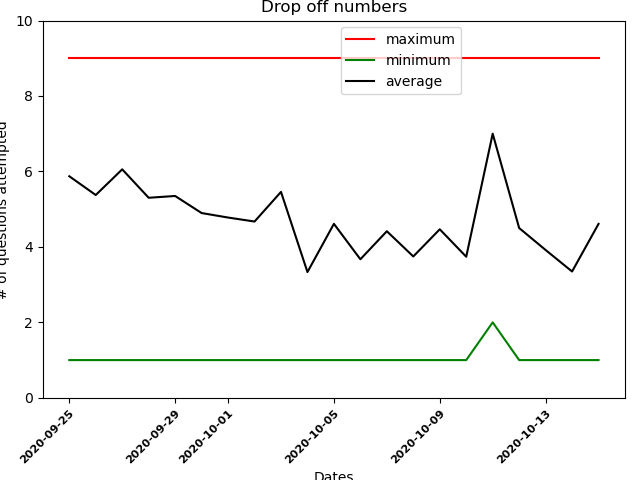 Drop off numbers
maximum
minimum
average
# of questions attempted
10
8
6
4
2
0
2020-09-25
2020-09-29
2020-10-01
2020-10-05
2020-10-09
2020-10-13
Dates